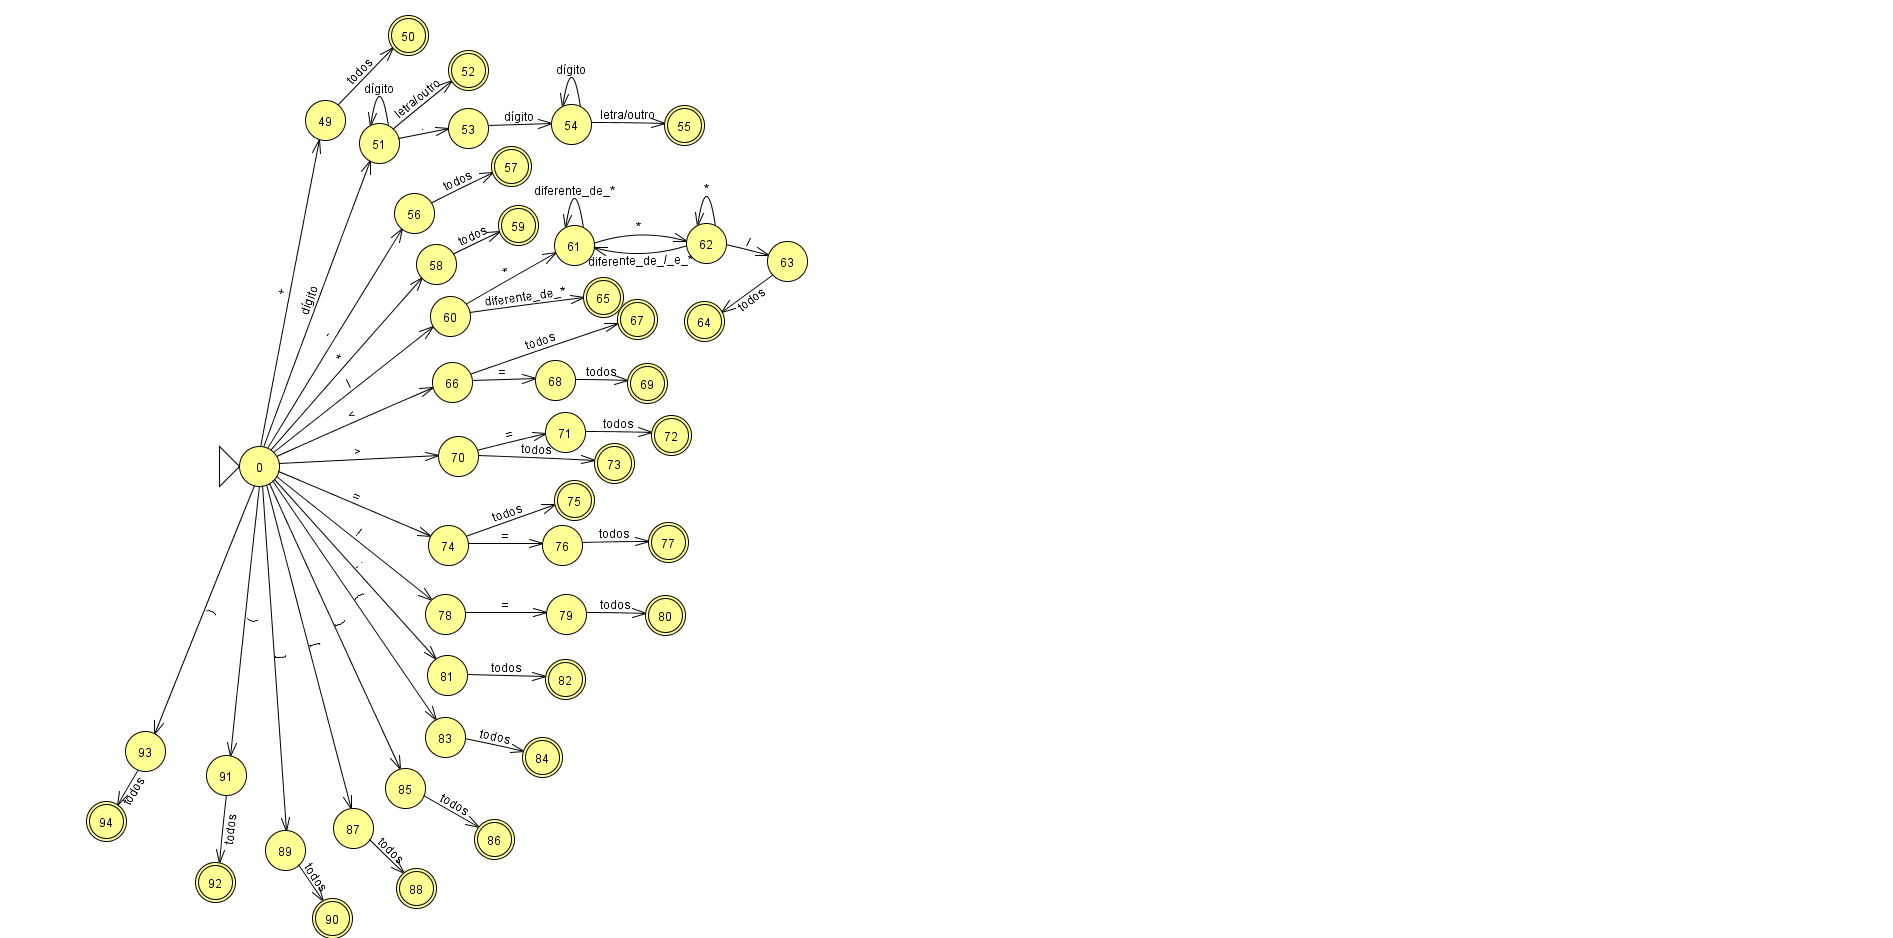 50
todos
49
dígito
letra/outro
52
51
.
53
dígito
dígito
54
letra/outro
55
56
todos
57
58
todos
59
diferente_de_*
61
*
diferente_de_/_e_*
*
62
/
63
todos
64
60
*
diferente_de_*
65
66
todos
67
=
68
todos
69
+
dígito
-
*
/
<
>
=
0
70
=
71
todos
72
todos
73
74
todos
75
=
76
todos
77
78
=
79
todos
80
;
81
todos
82
{
83
todos
84
}
85
todos
86
[
87
todos
88
]
89
todos
90
91
todos
92
)
93
todos
94